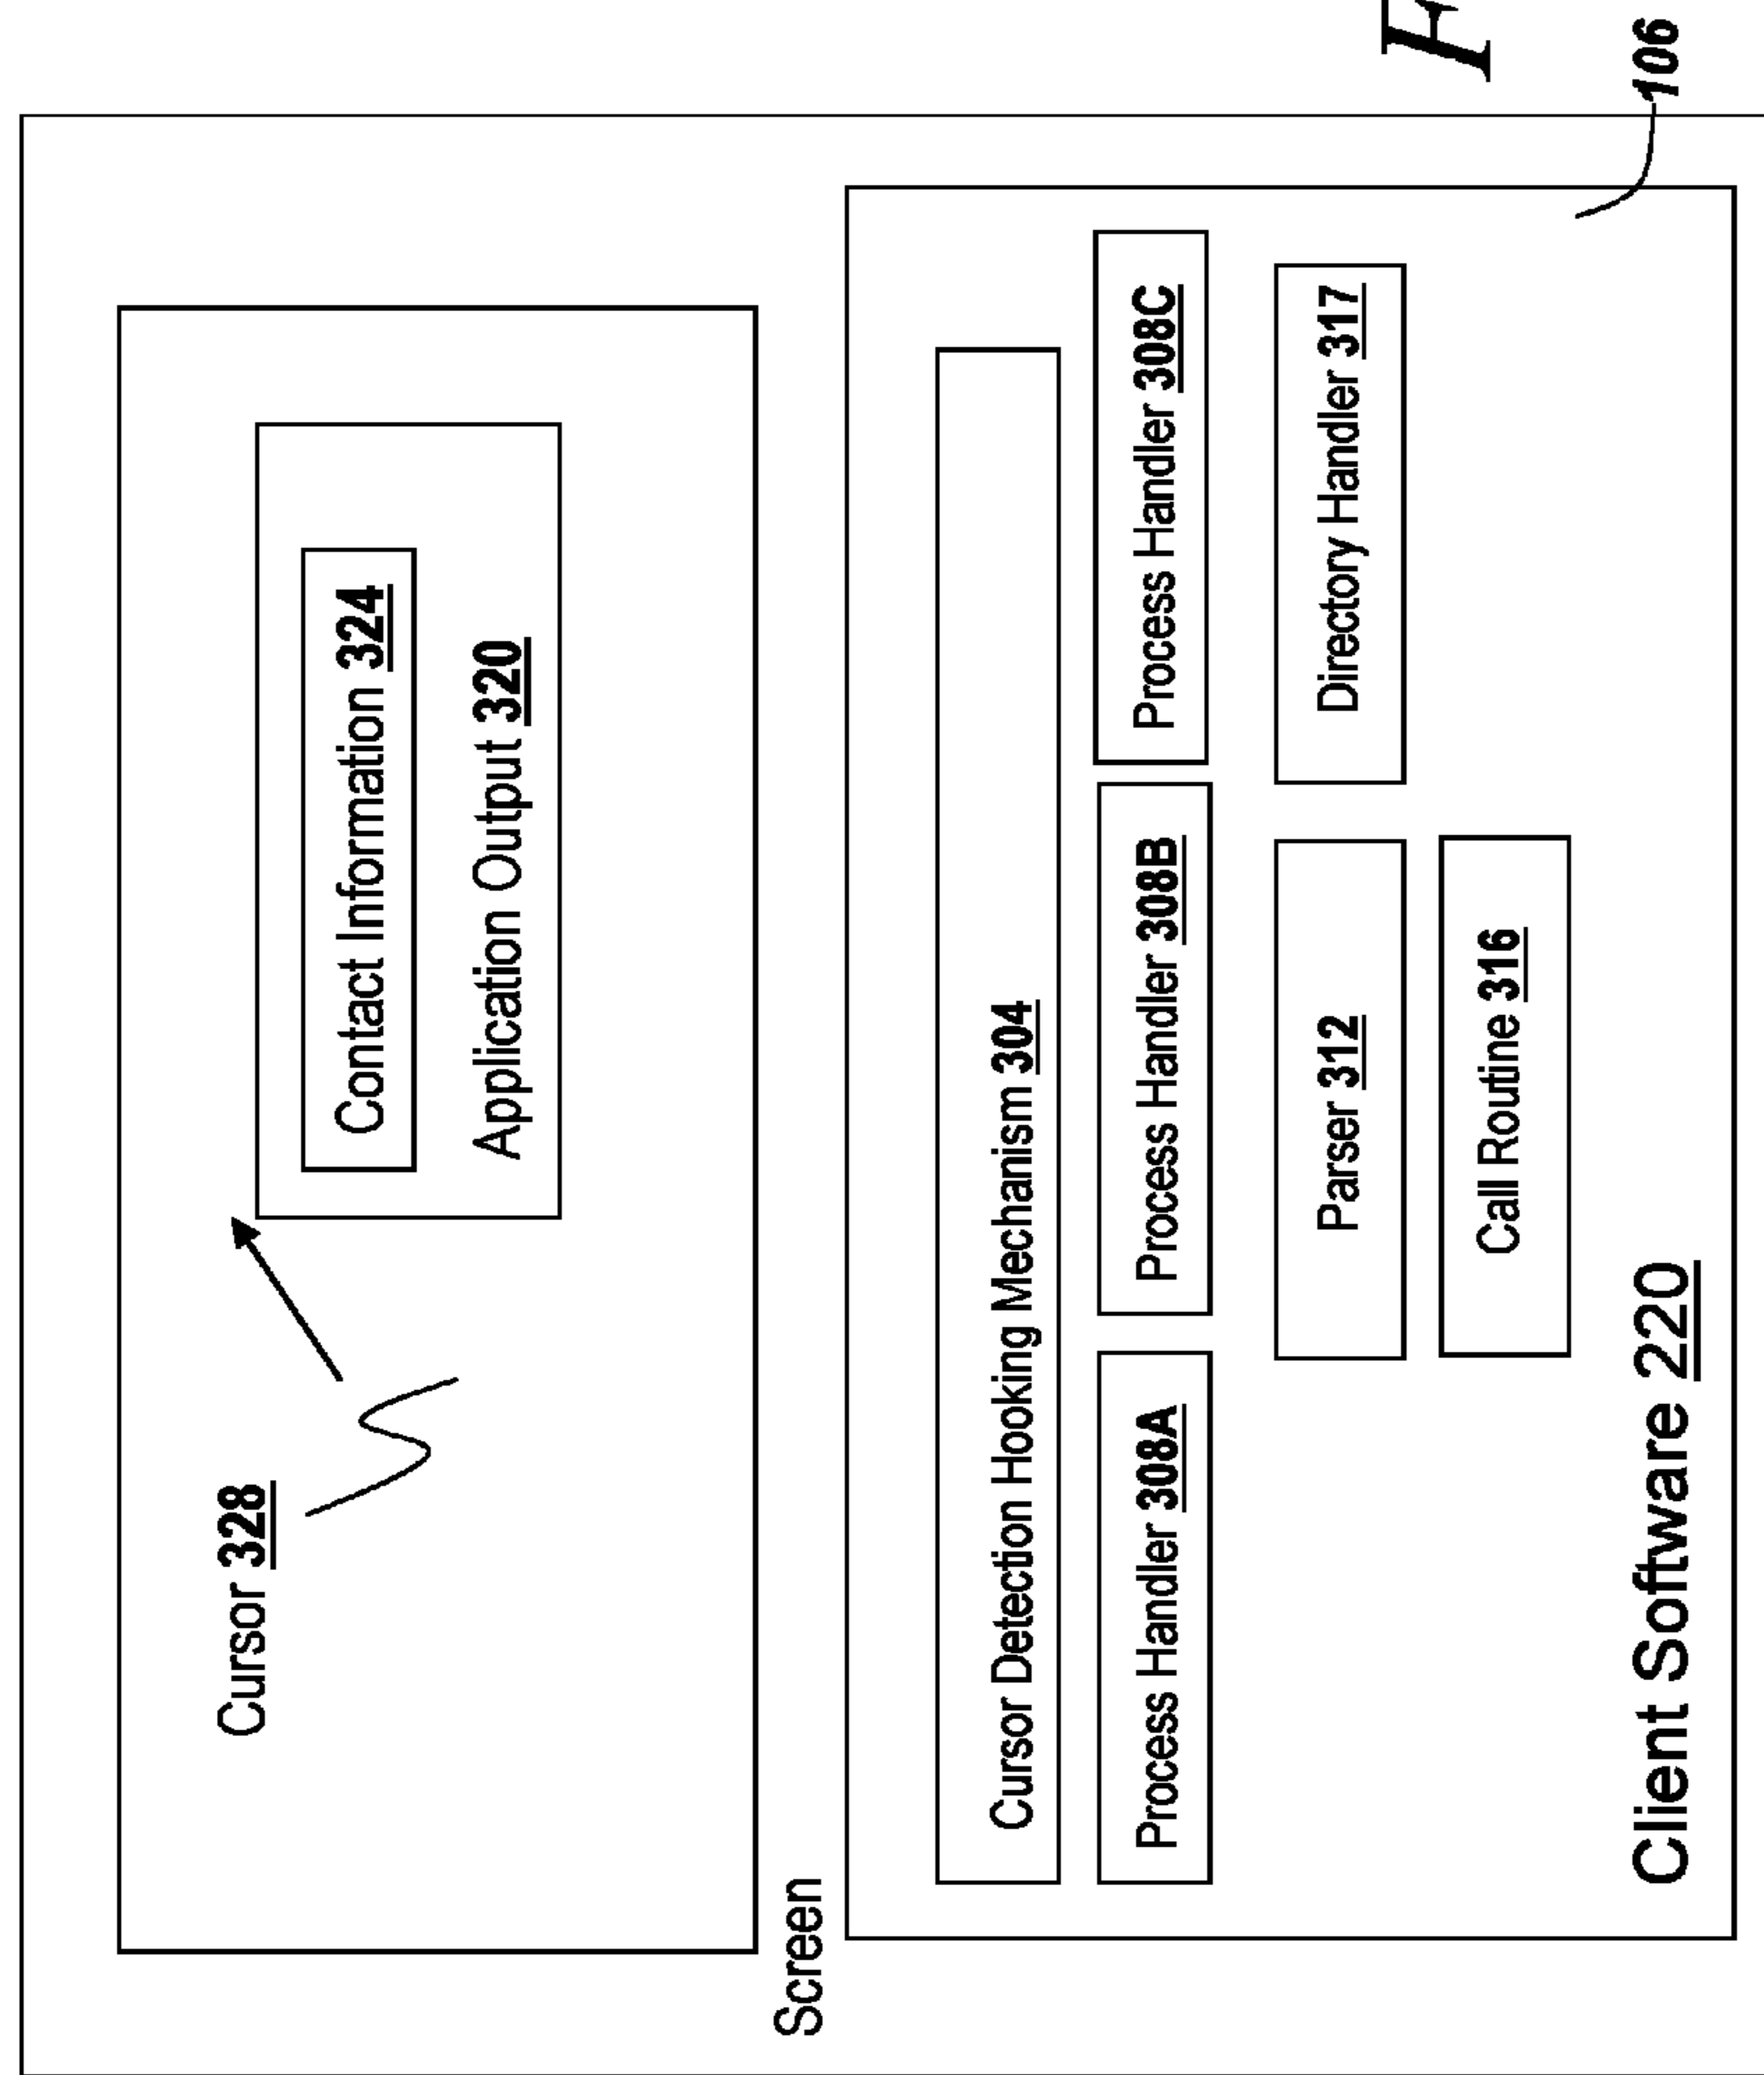 Cursor 328
Contact Information 324
Application Output 320
Screen
Cursor Detection Hooking Mechanism 304
Process Handler 308A
Process Handler 308B
Process Handler 308C
Parser 312
Directory Handler 317
Call Routine 316
Client Software 220
106